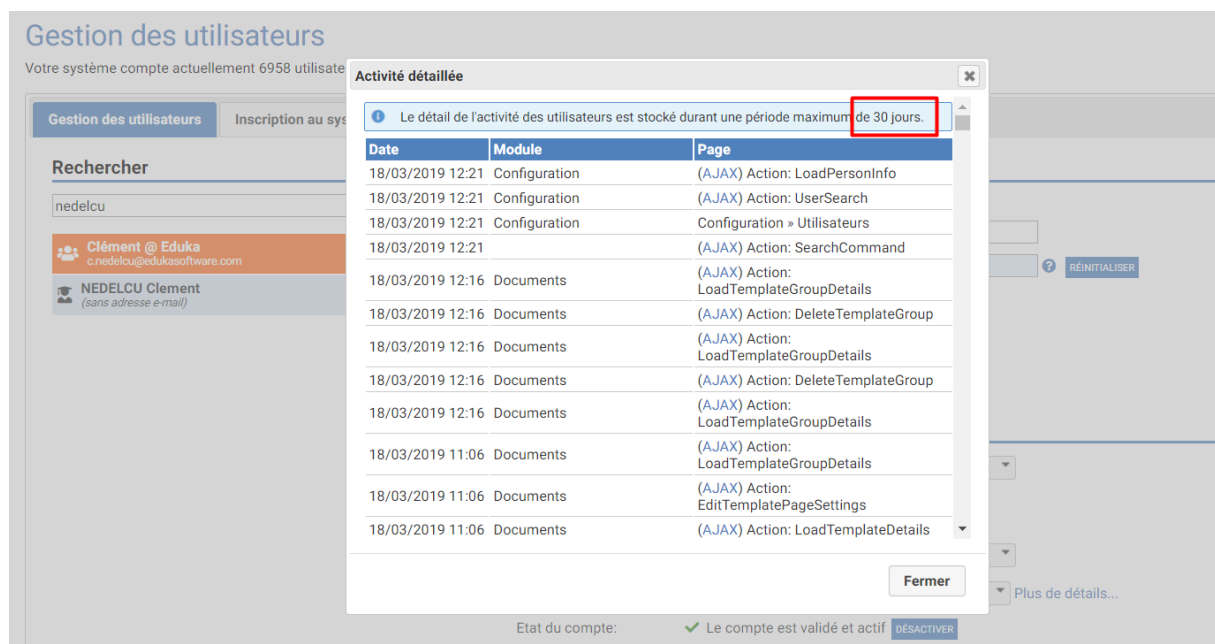 Gestion des utilisateurs
Votre système compte actuellement 6958 utilisate
Gestion des utilisateurs
Inscription au sys
Rechercher
nedelcu
Clément @ Eduka
c.nedelcu@edukasoftware.com
NEDELCU Clement
(sans adresse e-mail)
Activité détaillée
Le détail de l'activité des utilisateurs est stocké durant une période maximum de 30 jours.
Date Module Page
18/03/2019 12:21 Configuration (AJAX) Action: LoadPersonInfo
18/03/2019 12:21 Configuration (AJAX) Action: UserSearch
18/03/2019 12:21 Configuration Configuration » Utilisateurs
18/03/2019 12:21 (AJAX) Action: SearchCommand
18/03/2019 12:16 Documents (AJAX) Action:
LoadTemplateGroupDetails
18/03/2019 12:16 Documents (AJAX) Action: DeleteTemplateGroup
18/03/2019 12:16 Documents (AJAX) Action:
LoadTemplateGroupDetails
18/03/2019 12:16 Documents (AJAX) Action: DeleteTemplateGroup
18/03/2019 12:16 Documents (AJAX) Action:
LoadTemplateGroupDetails
18/03/2019 11:06 Documents (AJAX) Action:
LoadTemplateGroupDetails
18/03/2019 11:06 Documents (AJAX) Action:
EditTemplatePageSettings
18/03/2019 11:06 Documents (AJAX) Action: LoadTemplateDetails
Fermer
RÉINITIALISER
Plus de détails...
Etat du compte: Le compte est validé et actif DÉSACTIVER